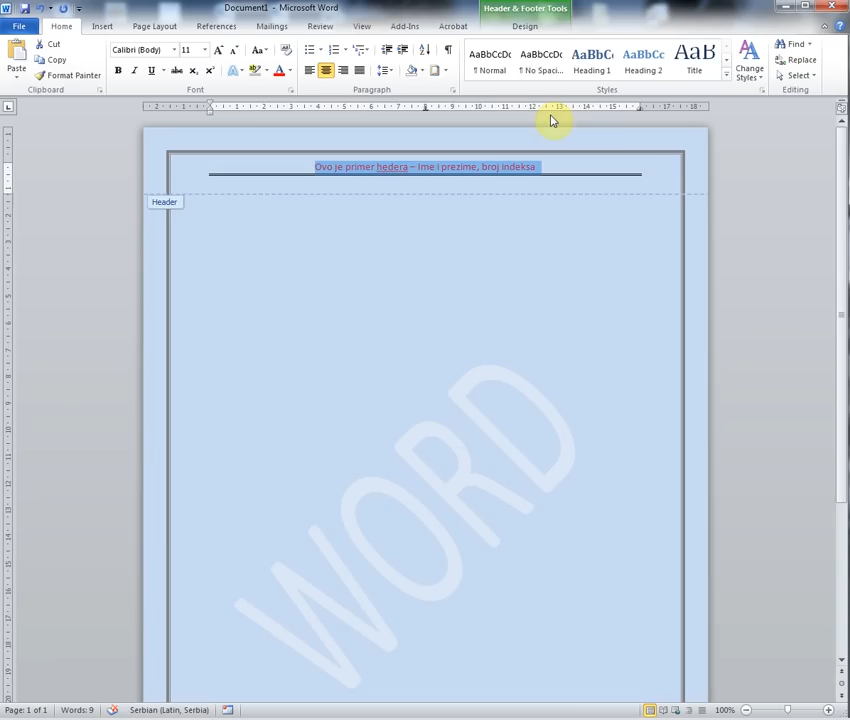 Document1 - Microsoft Word
Header & Footer Tools
File Home Insert Page Layout References Mailings Review View Add-Ins Acrobat Design
Paste
Cut
Copy
Format Painter
Clipboard
Calibri (Body) 11
Font
Paragraph
AaBbCcDc AaBbCcDc AaBbC AaBbCc AaB
¶ Normal ¶ No Spaci... Heading 1 Heading 2 Title
Change Styles
Styles
Find
Replace
Select
Editing
Ovo je primer hedera – Ime i prezime, broj indeksa
Header
WORD
Page: 1 of 1 Words: 9 Serbian (Latin, Serbia) 100%